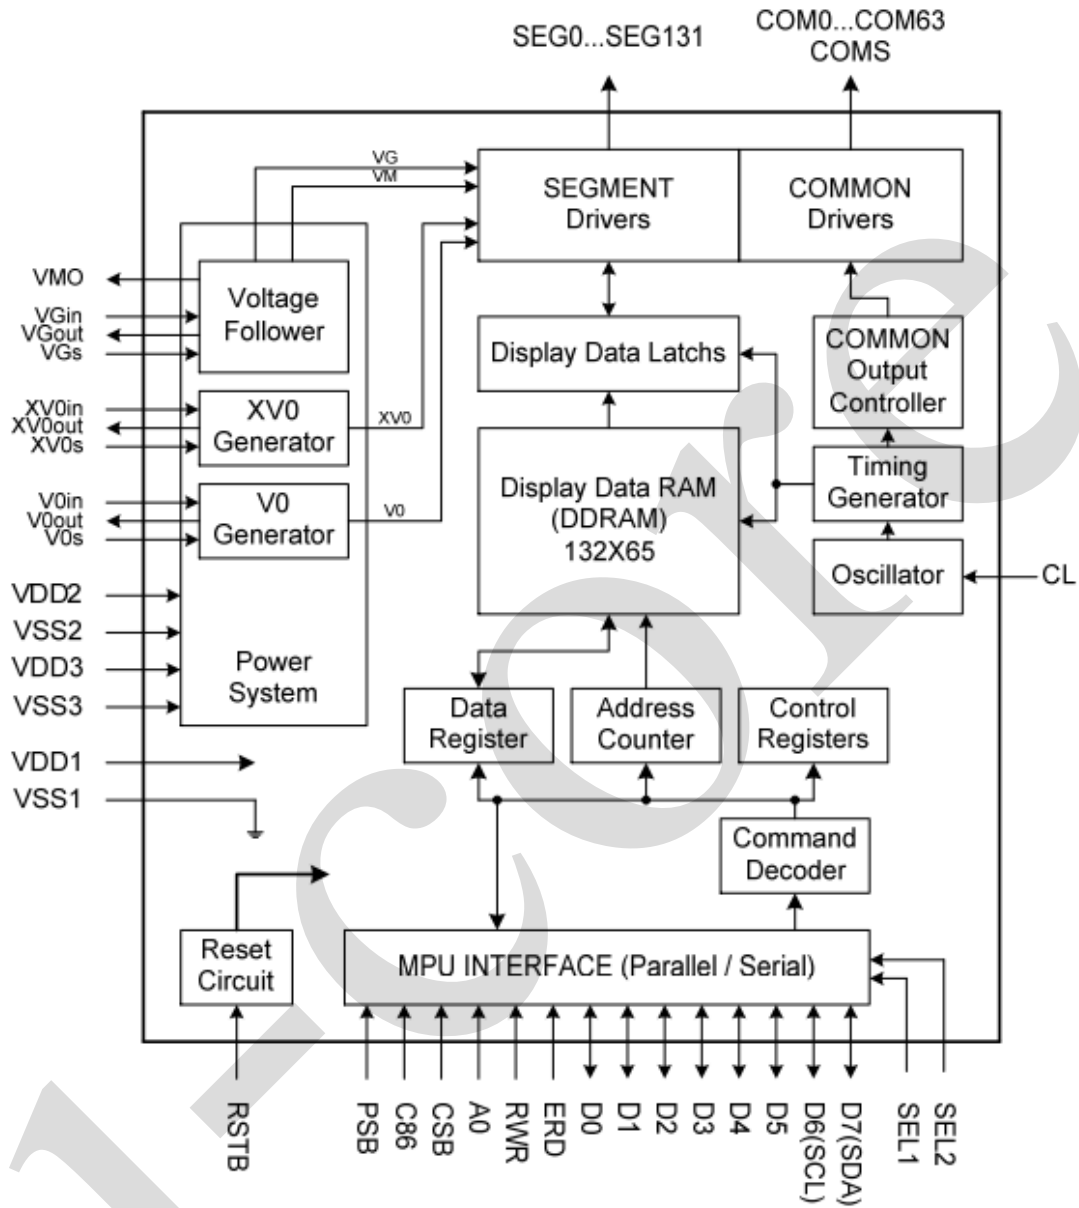 SEG0...SEG131
COM0...COM63
COMS
VG
VM
SEGMENT
Drivers
COMMON
Drivers
VMO
VGin
VGout
VGs
Voltage
Follower
Display Data Latchs
COMMON
Output
Controller
XV0in
XV0out
XV0s
XV0
Generator
XV0
V0in
V0out
V0s
V0
Generator
V0
Display Data RAM
(DDRAM)
132X65
Timing
Generator
Oscillator
CL
VDD2
VSS2
VDD3
VSS3
Power
System
Data
Register
Address
Counter
Control
Registers
VDD1
VSS1
Command
Decoder
Reset
Circuit
MPU INTERFACE (Parallel / Serial)
RSTB
PSB
C86
CSB
A0
RWR
ERD
D0
D1
D2
D3
D4
D5
D6(SCL)
D7(SDA)
SEL1
SEL2
l-core